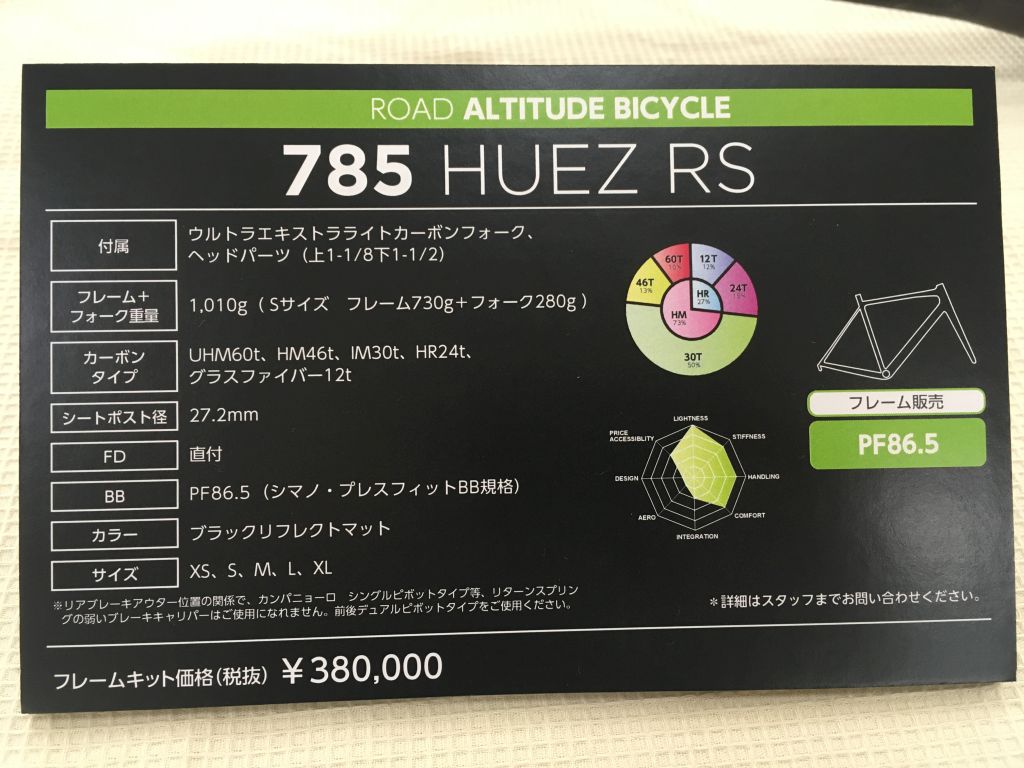 ROAD ALTITUDE BICYCLE
785 HUEZ RS
付属
ウルトラエキストラライトカーボンフォーク、
ヘッドパーツ（上1-1/8下1-1/2）
フレーム＋
フォーク重量
1,010g（Sサイズ　フレーム730g＋フォーク280g）
カーボン
タイプ
UHM60t、HM46t、IM30t、HR24t、
グラスファイバー12t
シートポスト径
27.2mm
FD
直付
BB
PF86.5（シマノ・プレスフィットBB規格）
カラー
ブラックリフレクトマット
サイズ
XS、S、M、L、XL
※リアブレーキアウター位置の関係で、カンパニョーロ　シングルピボットタイプ等、リターンスプリン
グの弱いブレーキキャリパーはご使用になれません。前後デュアルピボットタイプをご使用ください。
60T
10%
12T
12%
46T
13%
24T
15%
HR
27%
HM
73%
30T
50%
LIGHTNESS
PRICE
ACCESSIBLITY
STIFFNESS
DESIGN
HANDLING
AERO
COMFORT
INTEGRATION
フレーム販売
PF86.5
＊詳細はスタッフまでお問い合わせください。
フレームキット価格（税抜）￥380,000